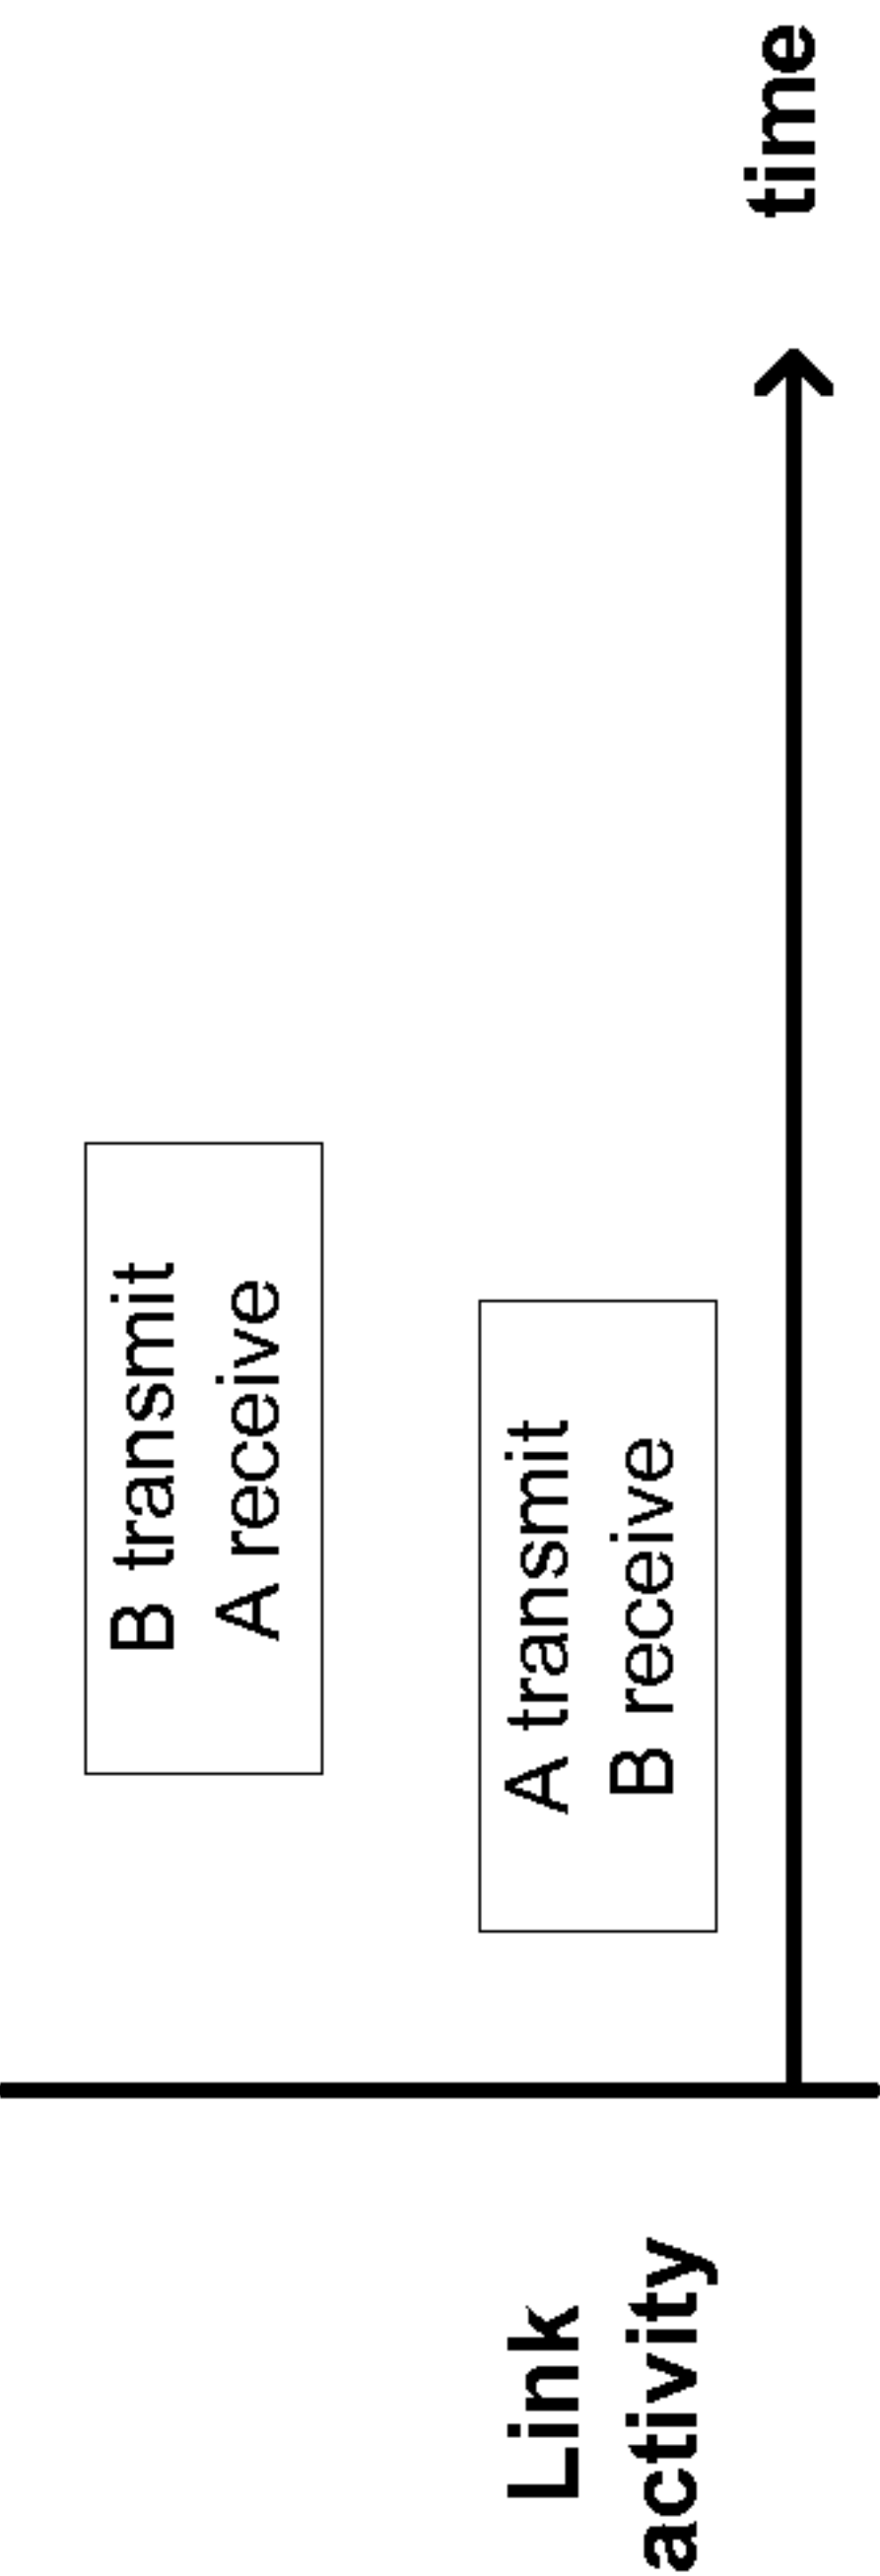 B transmit
A receive
A transmit
B receive
Link
activity
time